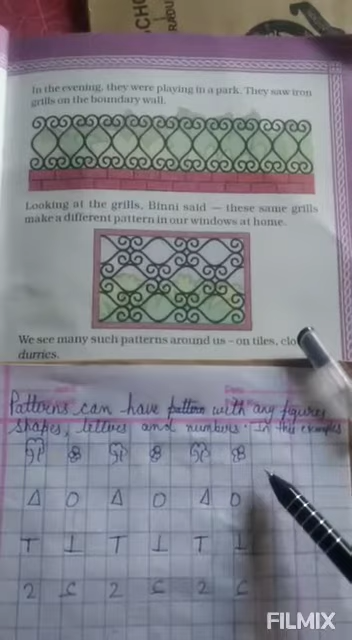 In the evening, they were playing in a park. They saw iron
grills on the boundary wall.
Looking at the grills, Binni said — these same grills
make a different pattern in our windows at home.
We see many such patterns around us – on tiles,
durries.
Patterns can have with any figures,
shapes, letters and numbers. In this example
Δ O Δ O Δ O
T ⊥ T ⊥ T ⊥
2 2 2
FILMIX